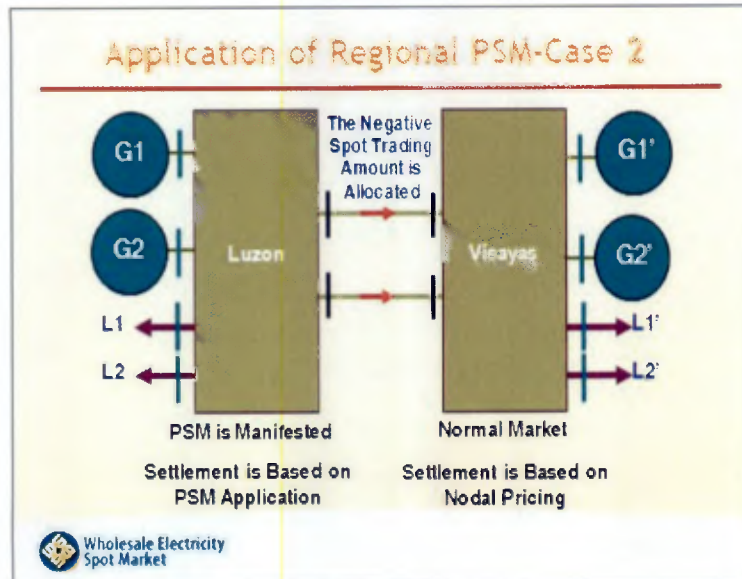 Application of Regional PSM-Case 2
The Negative
Spot Trading
Amount is
Allocated
G1
G2
L1
L2
Luzon
Visayas
G1'
G2'
L1'
L2'
PSM is Manifested
Normal Market
Settlement is Based on
PSM Application
Settlement is Based on
Nodal Pricing
Wholesale Electricity
Spot Market